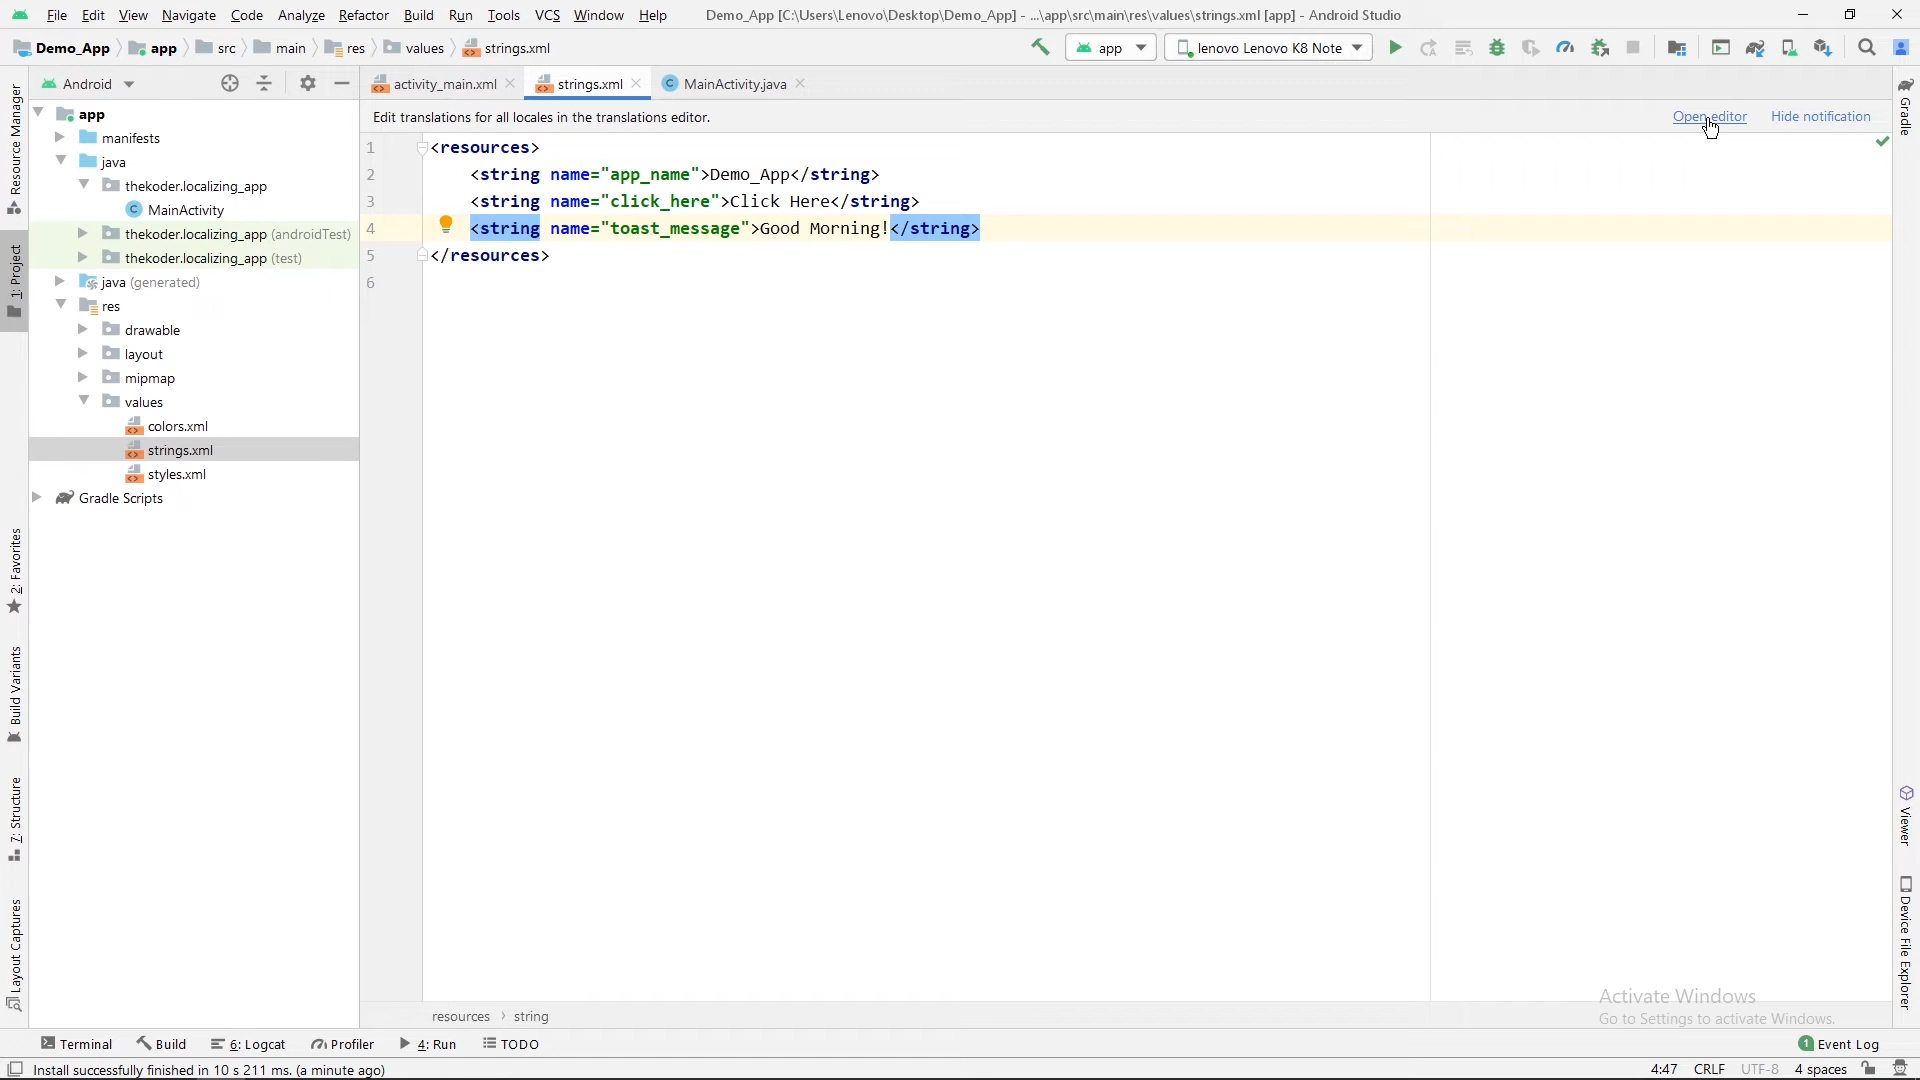 File Edit View Navigate Code Analyze Refactor Build Run Tools VCS Window Help Demo_App [C:\Users\Lenovo\Desktop\Demo_App] - ...\app\src\main\res\values\strings.xml [app] - Android Studio
Demo_App app src main res values strings.xml app lenovo Lenovo K8 Note
Android
activity_main.xml strings.xml MainActivity.java
Edit translations for all locales in the translations editor. Open editor Hide notification
app
manifests
java
thekoder.localizing_app
MainActivity
thekoder.localizing_app (androidTest)
thekoder.localizing_app (test)
java (generated)
res
drawable
layout
mipmap
values
colors.xml
strings.xml
styles.xml
Gradle Scripts
1 <resources>
2 <string name="app_name">Demo_App</string>
3 <string name="click_here">Click Here</string>
4 <string name="toast_message">Good Morning!</string>
5 </resources>
6
Resource Manager
1: Project
2: Favorites
Build Variants
7: Structure
Layout Captures
Gradle
Viewer
Device File Explorer
Activate Windows
Go to Settings to activate Windows.
resources › string
Terminal Build 6: Logcat Profiler 4: Run TODO 1 Event Log
Install successfully finished in 10 s 211 ms. (a minute ago) 4:47 CRLF UTF-8 4 spaces